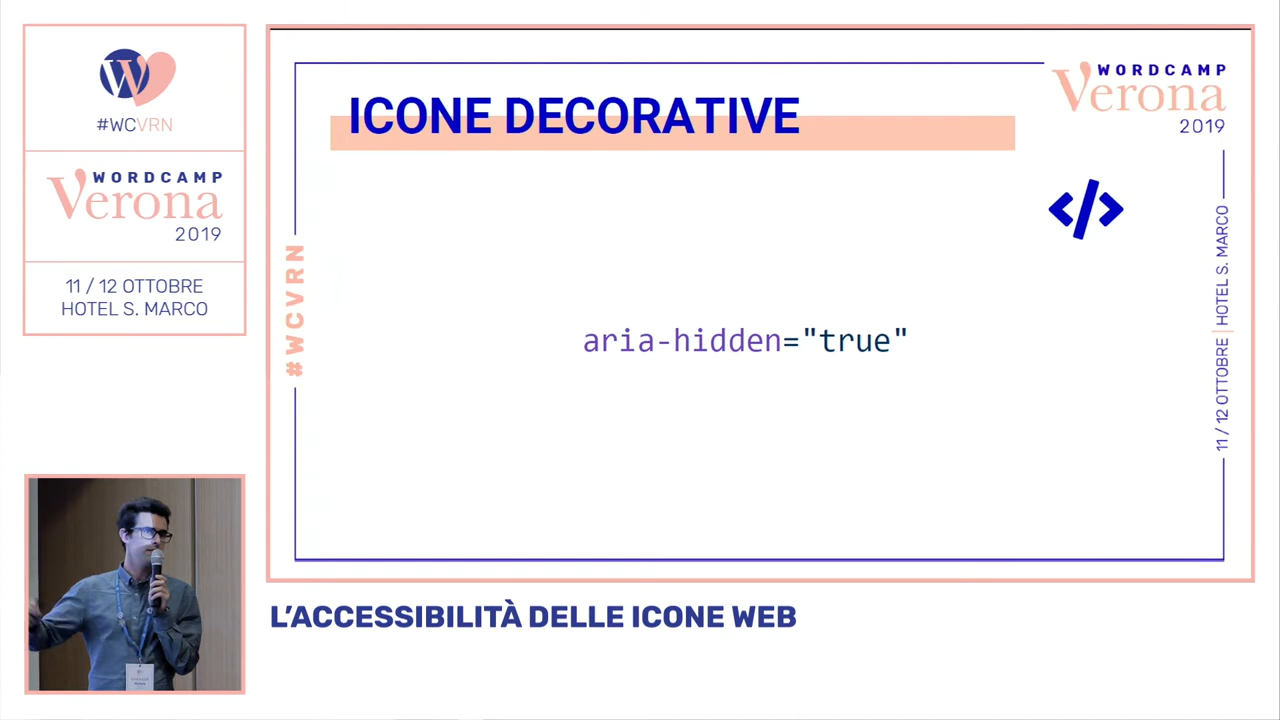 #WCVRN
WORDCAMP
Verona
2019
11 / 12 OTTOBRE
HOTEL S. MARCO
ICONE DECORATIVE
WORDCAMP
Verona
2019
</>
#WCVRN
aria-hidden="true"
11 / 12 OTTOBRE | HOTEL S. MARCO
L'ACCESSIBILITÀ DELLE ICONE WEB